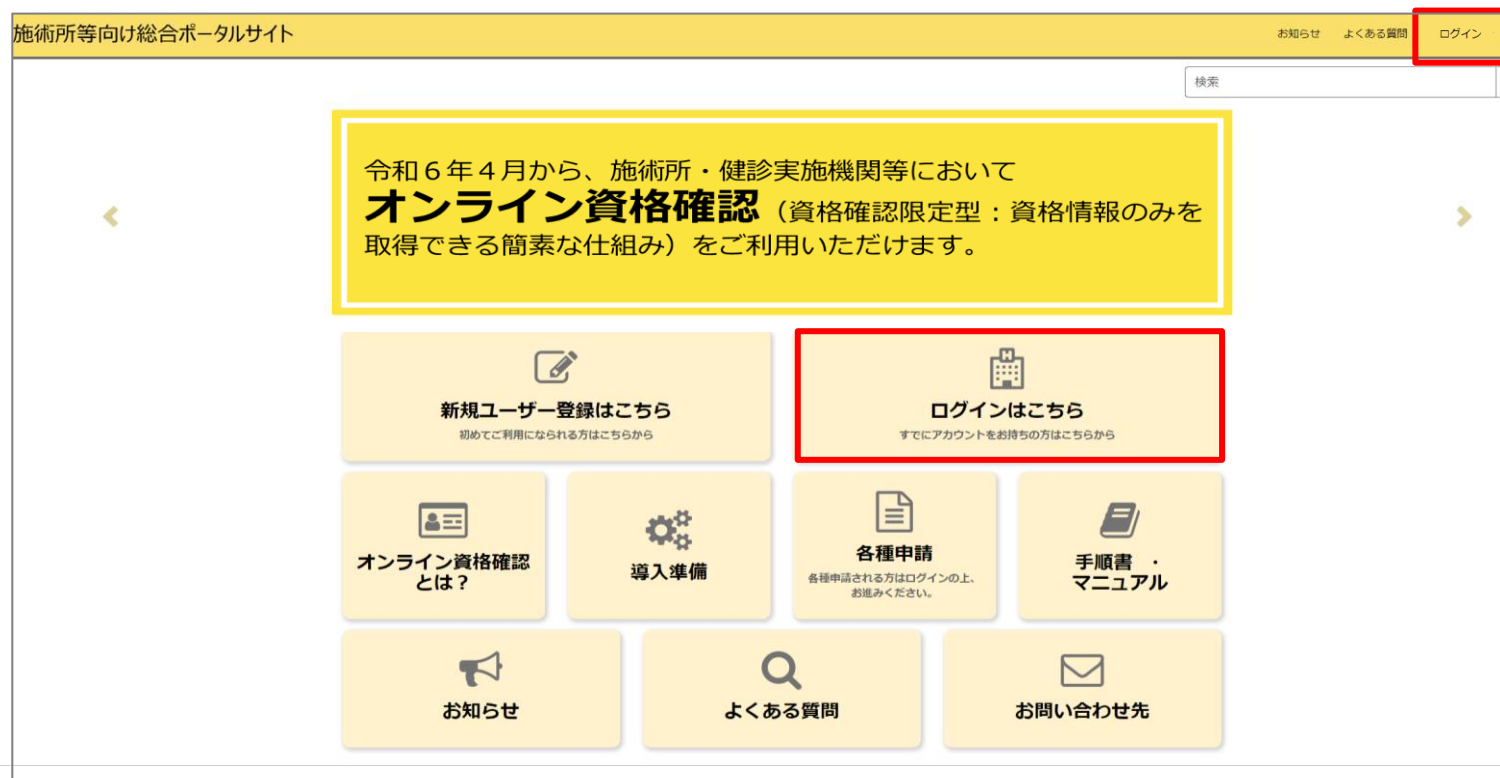 施術所等向け総合ポータルサイト
お知らせ よくある質問 ログイン
検索
令和６年４月から、施術所・健診実施機関等において
オンライン資格確認（資格確認限定型：資格情報のみを
取得できる簡素な仕組み）をご利用いただけます。
新規ユーザー登録はこちら
初めてご利用になられる方はこちらから
ログインはこちら
すでにアカウントをお持ちの方はこちらから
オンライン資格確認
とは？
導入準備
各種申請
各種申請される方はログインの上、
お進みください。
手順書 ・
マニュアル
お知らせ
よくある質問
お問い合わせ先